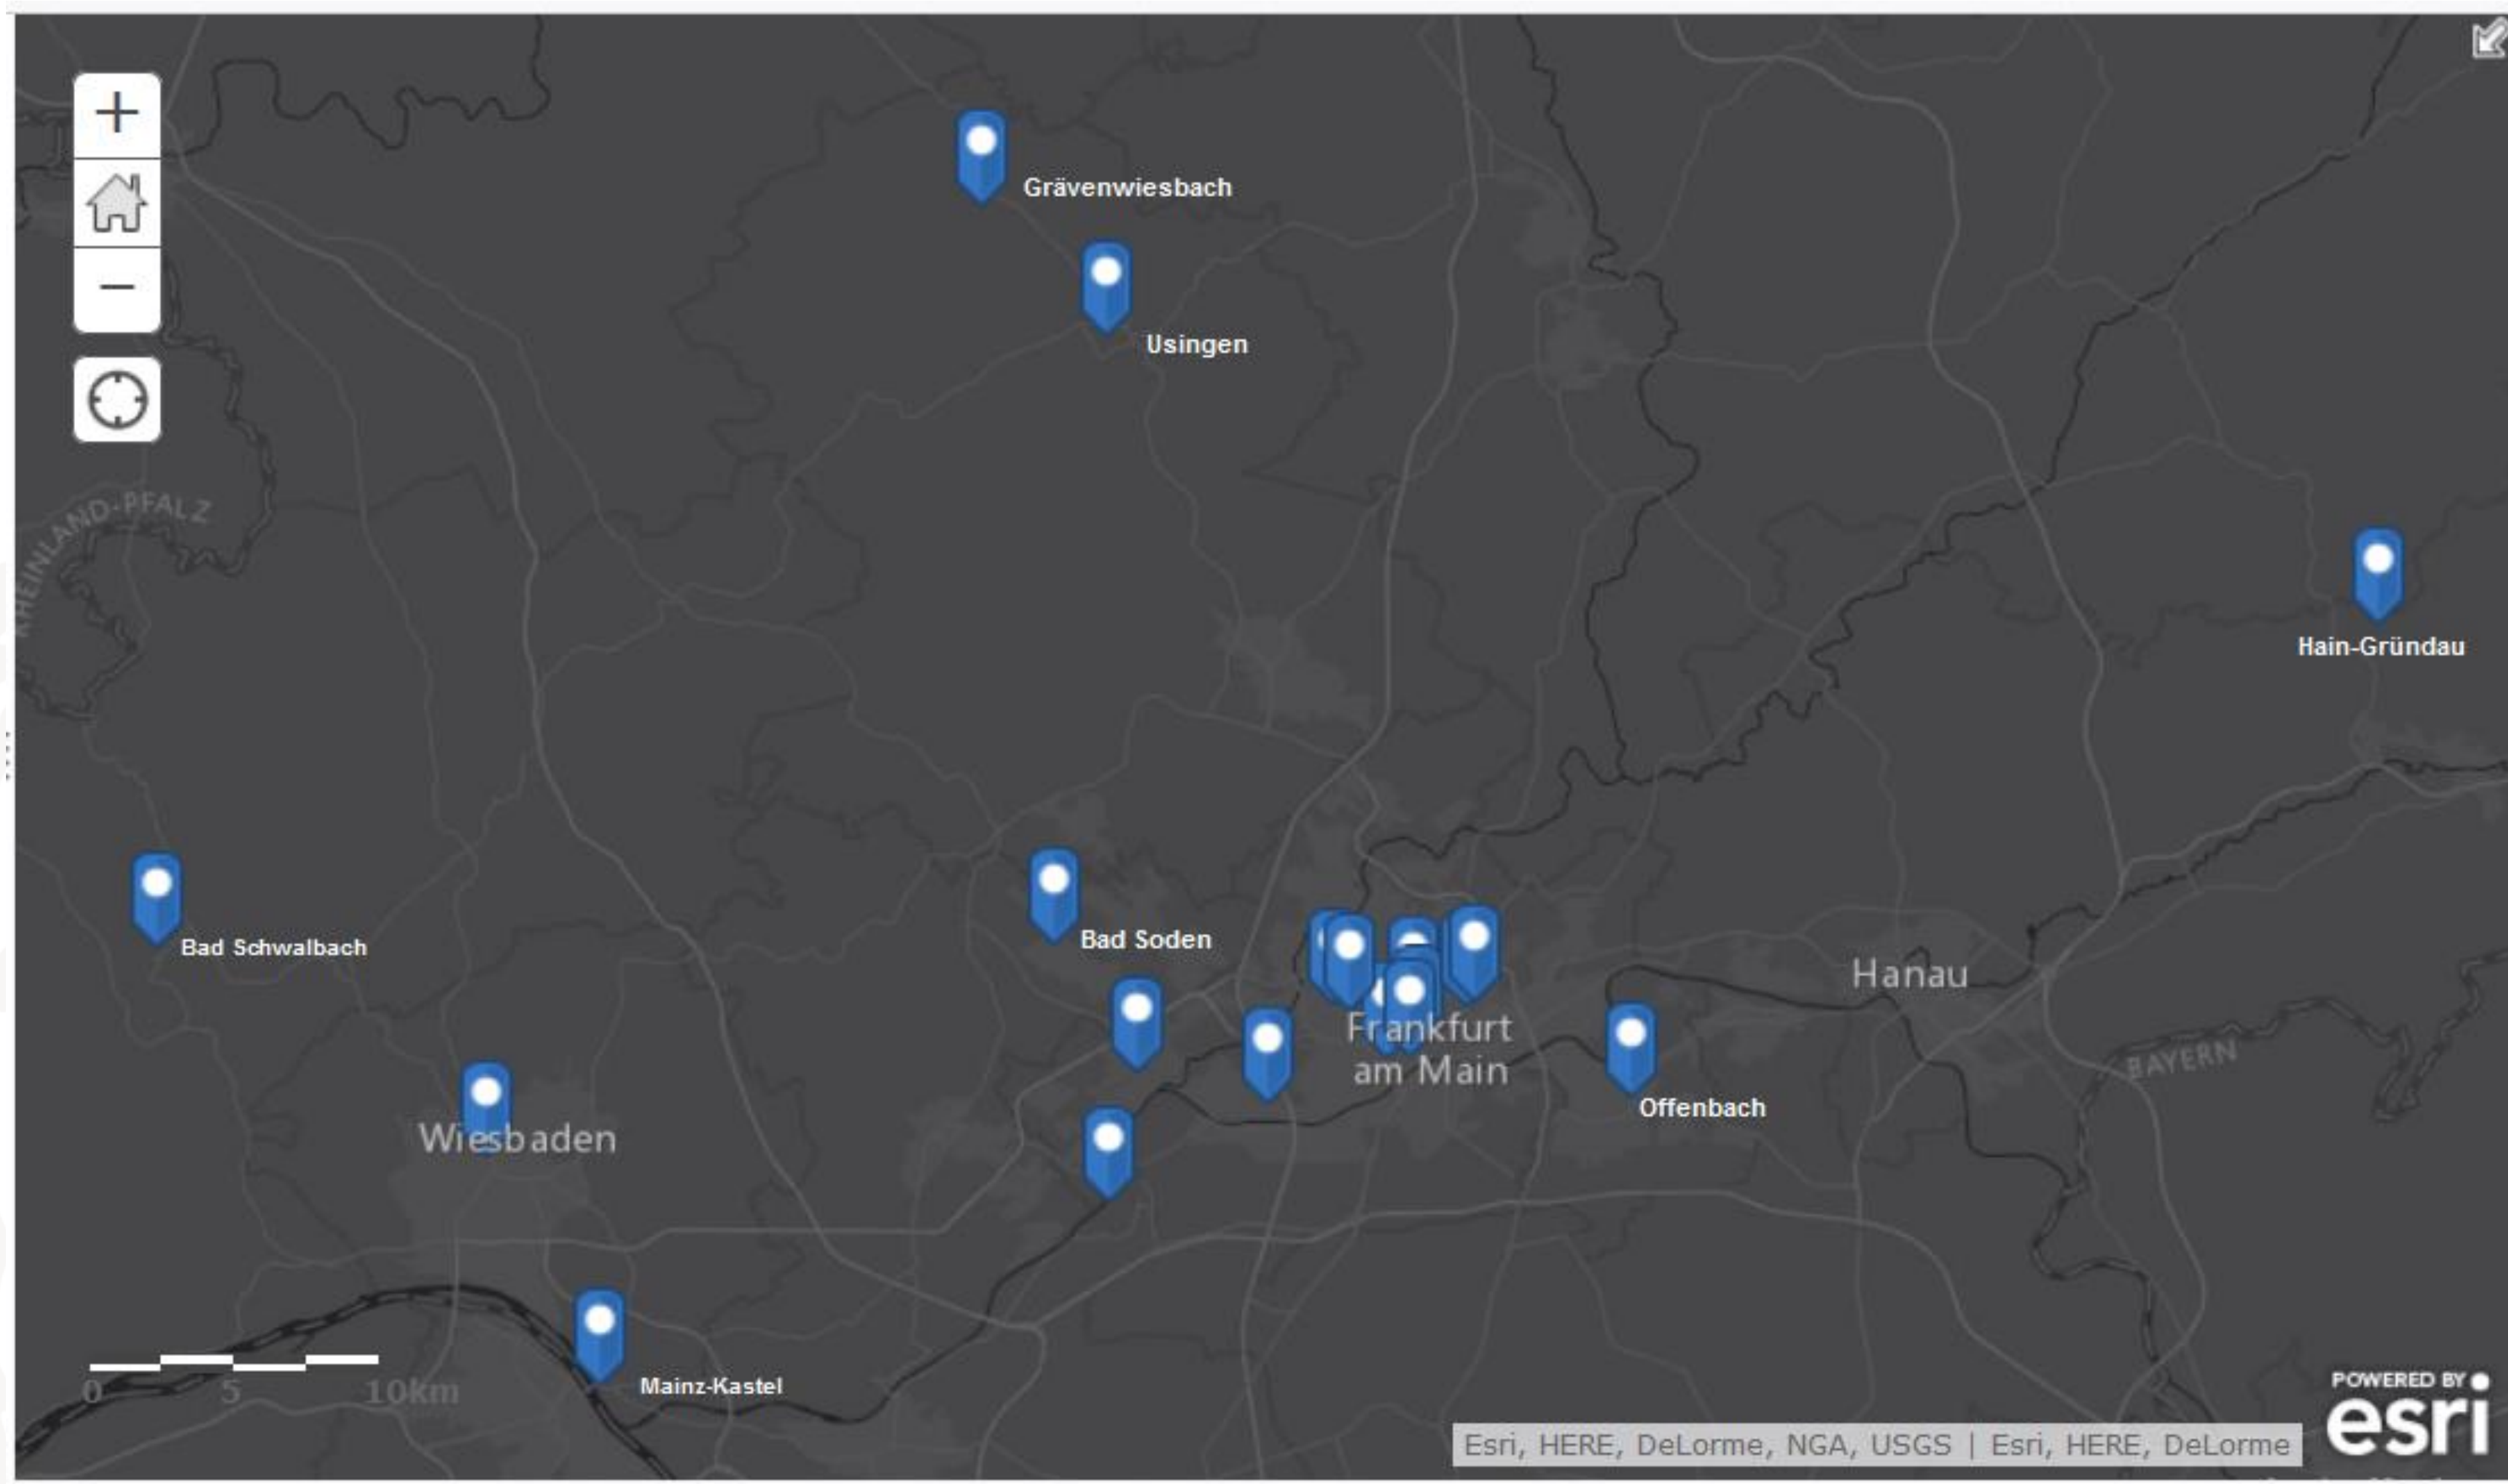 Grävenwiesbach
Usingen
RHEINLAND-PFALZ
Hain-Gründau
Bad Schwalbach
Bad Soden
Hanau
Frankfurt
am Main
BAYERN
Offenbach
Wiesbaden
Mainz-Kastel
0 5 10km
POWERED BY
esri
Esri, HERE, DeLorme, NGA, USGS | Esri, HERE, DeLorme